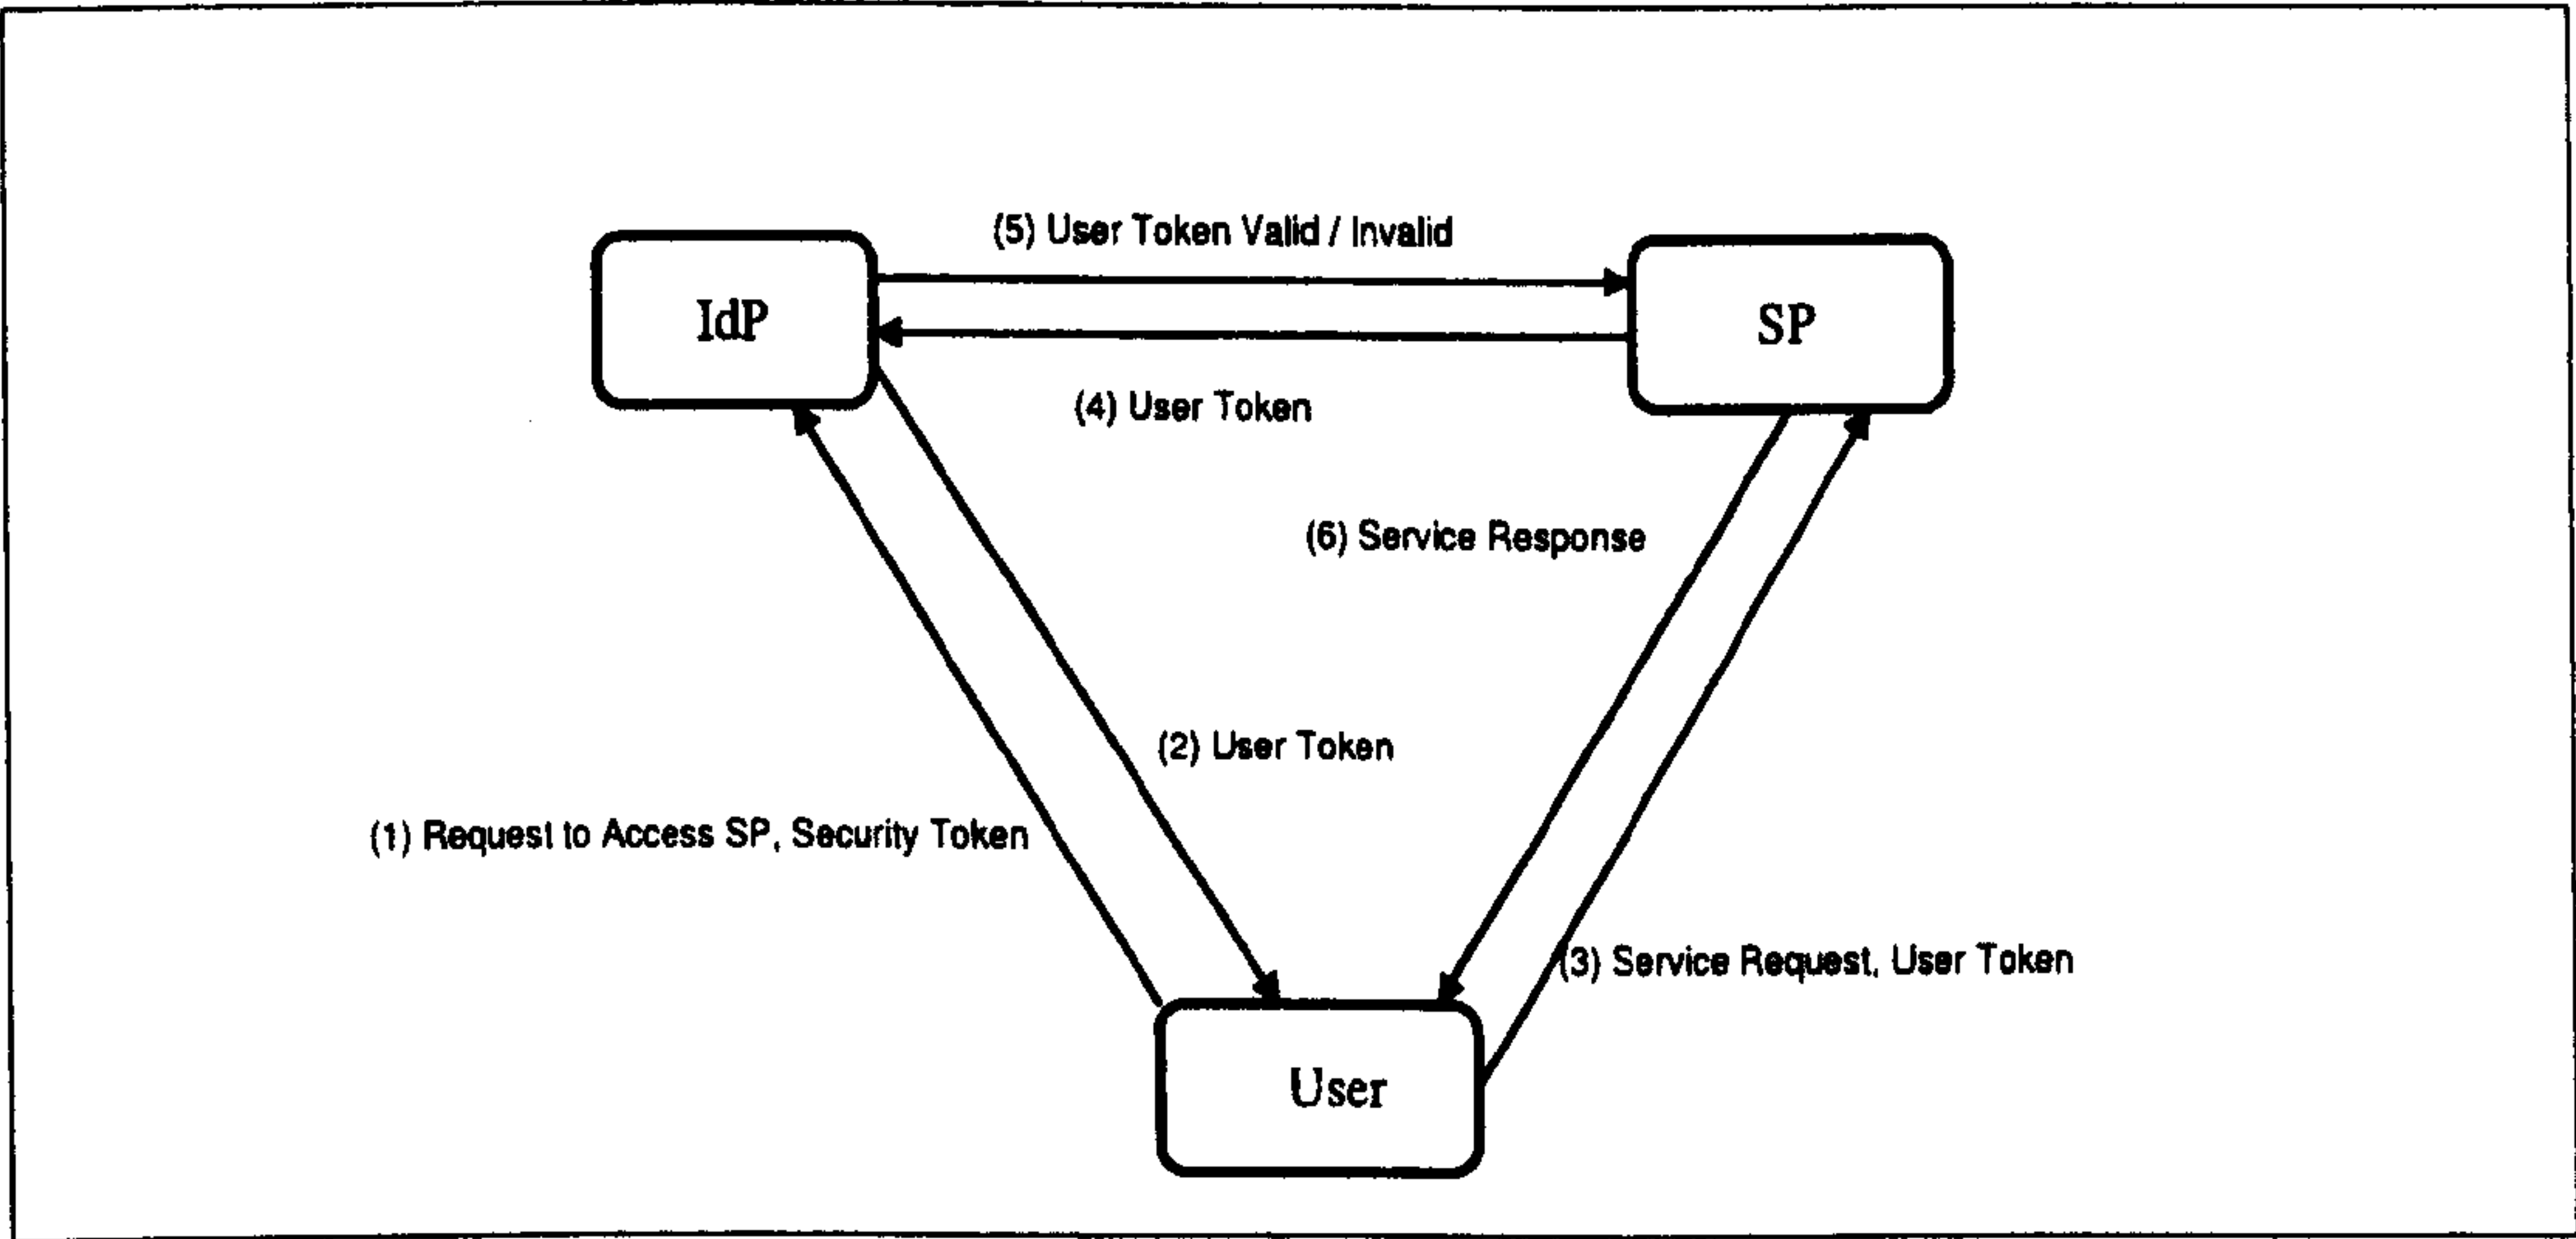 (5) User Token Valid / Invalid
IdP
SP
(4) User Token
(6) Service Response
(2) User Token
(1) Request to Access SP, Security Token
(3) Service Request, User Token
User